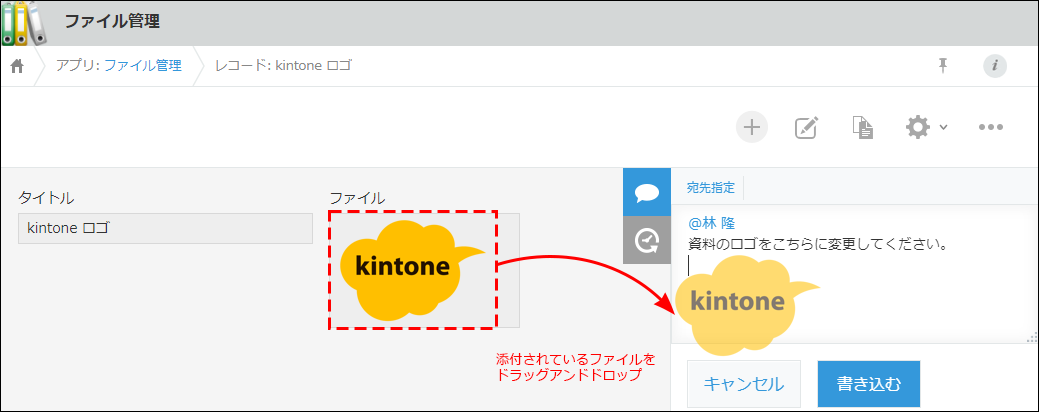 ファイル管理
アプリ: ファイル管理
レコード: kintone ロゴ
タイトル
kintone ロゴ
ファイル
kintone
添付されているファイルを
ドラッグアンドドロップ
宛先指定
@林 隆
資料のロゴをこちらに変更してください。
kintone
キャンセル
書き込む